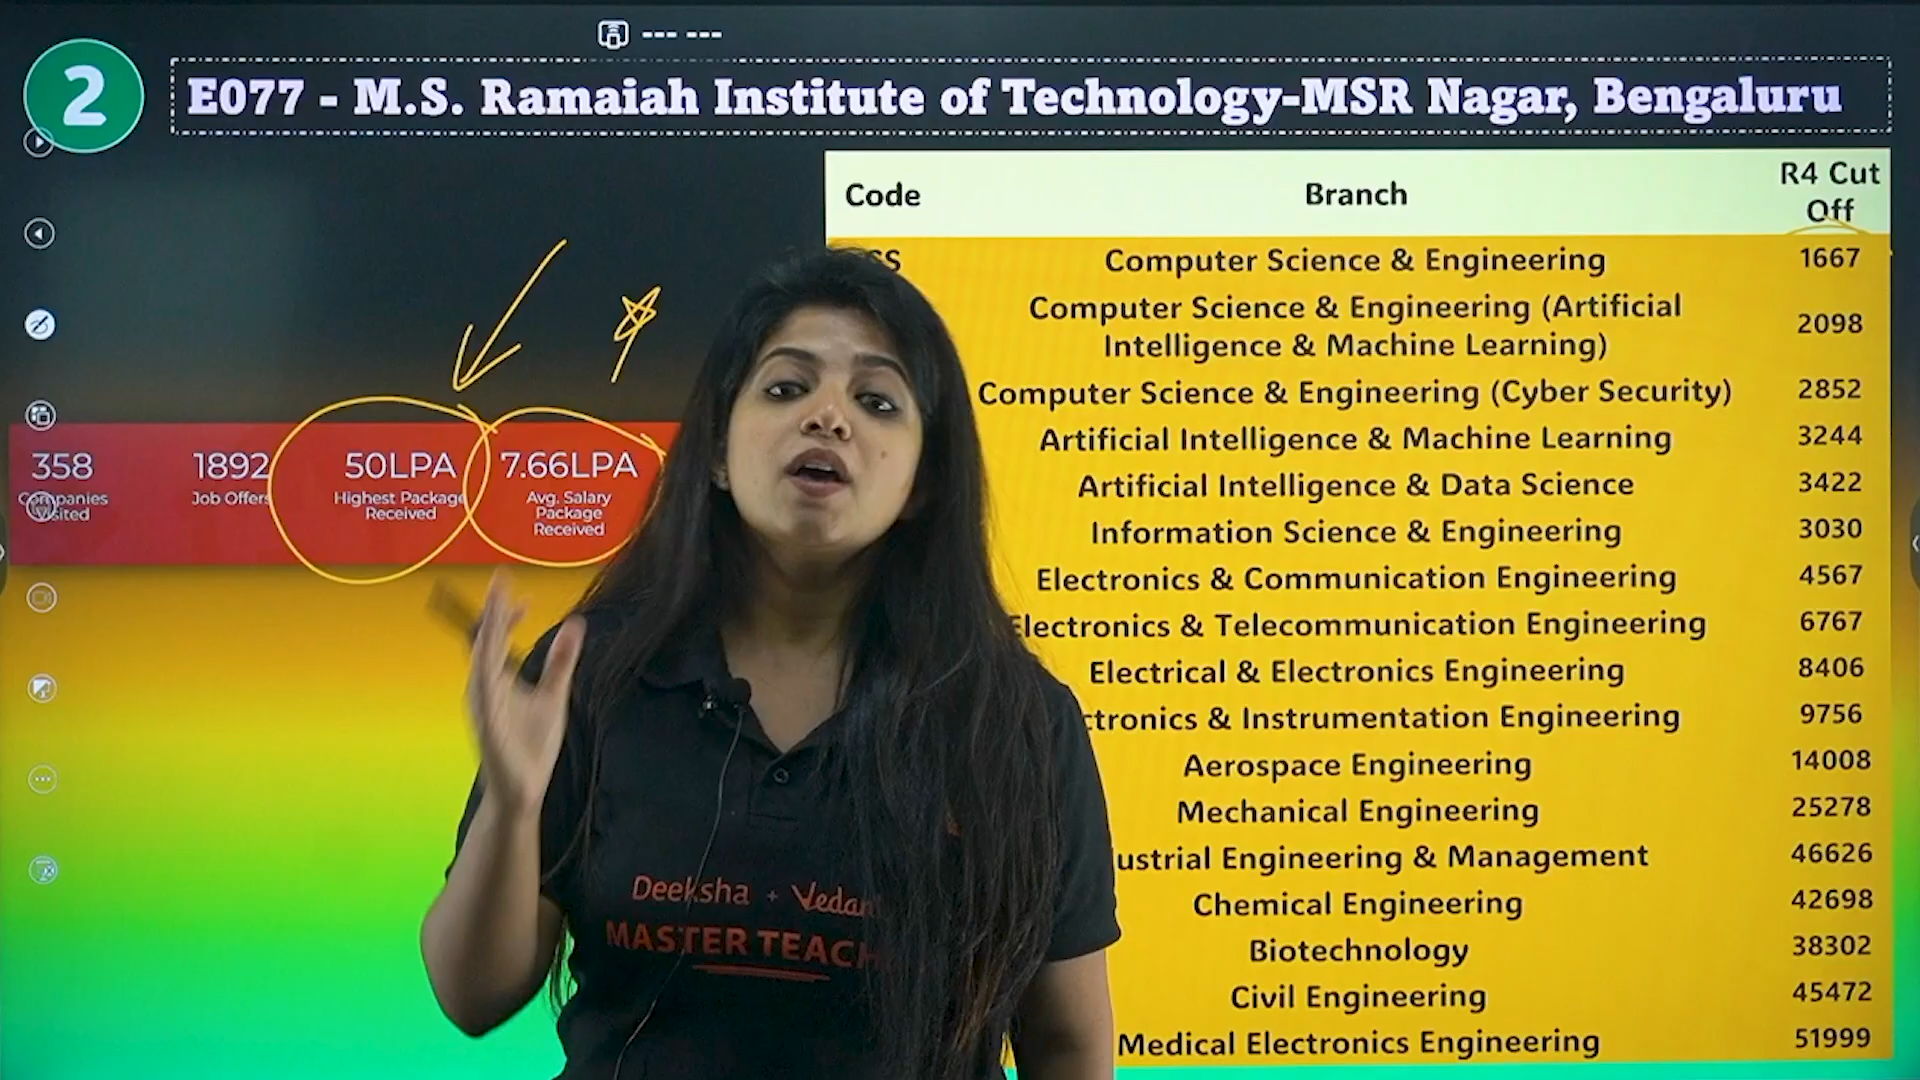 --- ---
2
E077 - M.S. Ramaiah Institute of Technology-MSR Nagar, Bengaluru
Code Branch R4 Cut
Off
CS Computer Science & Engineering 1667
Computer Science & Engineering (Artificial
Intelligence & Machine Learning) 2098
Computer Science & Engineering (Cyber Security) 2852
Artificial Intelligence & Machine Learning 3244
Artificial Intelligence & Data Science 3422
Information Science & Engineering 3030
Electronics & Communication Engineering 4567
Electronics & Telecommunication Engineering 6767
Electrical & Electronics Engineering 8406
ctronics & Instrumentation Engineering 9756
Aerospace Engineering 14008
Mechanical Engineering 25278
ustrial Engineering & Management 46626
Chemical Engineering 42698
Biotechnology 38302
Civil Engineering 45472
Medical Electronics Engineering 51999
358
Companies
Visited
1892
Job Offers
50LPA
Highest Package
Received
7.66LPA
Avg. Salary
Package
Received
Deeksha + Vedan
MASTER TEACH